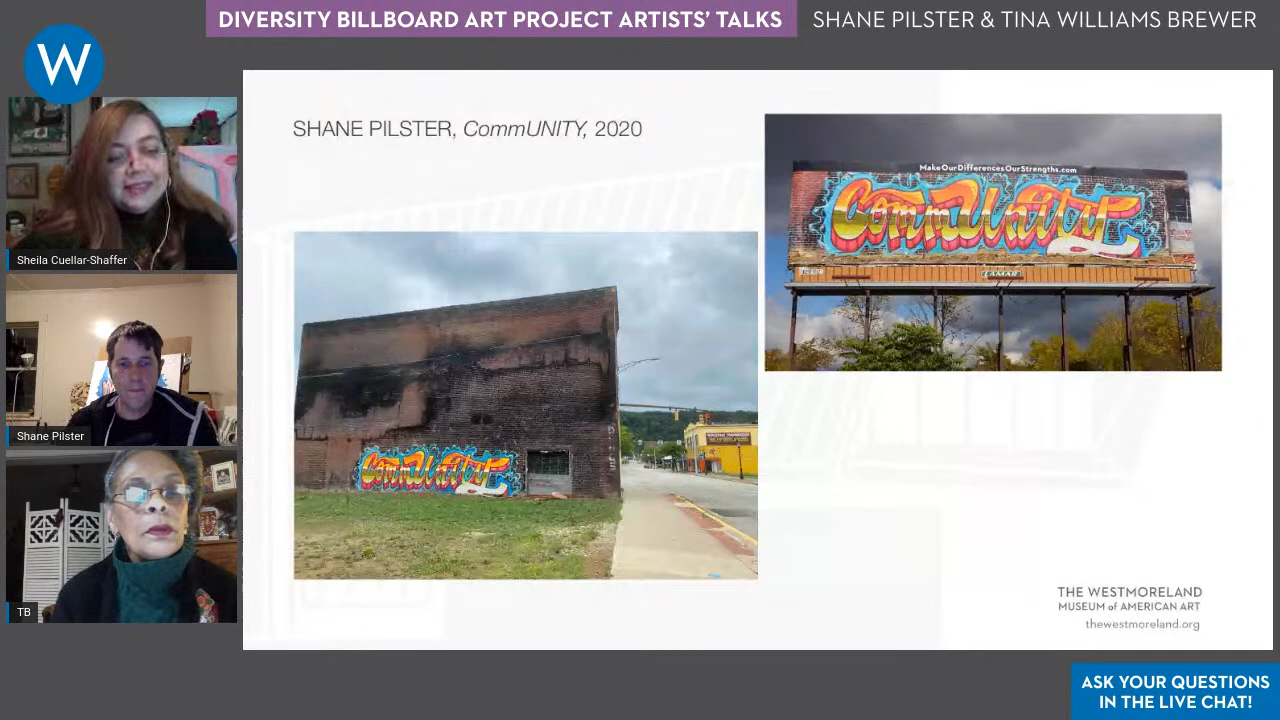 DIVERSITY BILLBOARD ART PROJECT ARTISTS' TALKS
SHANE PILSTER & TINA WILLIAMS BREWER
W
Sheila Cuellar-Shaffer
Shane Pilster
TB
SHANE PILSTER, CommUNITY, 2020
MakeOurDifferencesOurStrengths.com
CommUnity
LAMAR
CommUnity
THE WESTMORELAND
MUSEUM of AMERICAN ART
thewestmoreland.org
ASK YOUR QUESTIONS
IN THE LIVE CHAT!